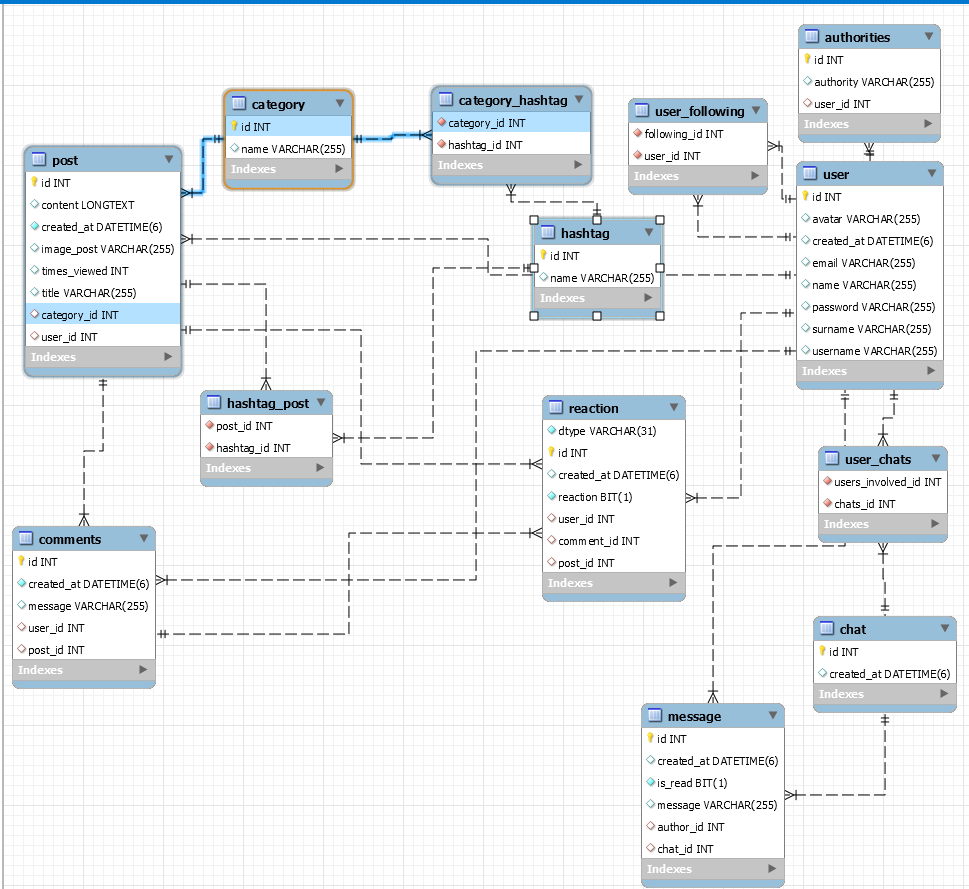 authorities
id INT
authority VARCHAR(255)
user_id INT
Indexes
category
id INT
name VARCHAR(255)
Indexes
category_hashtag
category_id INT
hashtag_id INT
Indexes
user_following
following_id INT
user_id INT
Indexes
post
id INT
content LONGTEXT
created_at DATETIME(6)
image_post VARCHAR(255)
times_viewed INT
title VARCHAR(255)
category_id INT
user_id INT
Indexes
user
id INT
avatar VARCHAR(255)
created_at DATETIME(6)
email VARCHAR(255)
name VARCHAR(255)
password VARCHAR(255)
surname VARCHAR(255)
username VARCHAR(255)
Indexes
hashtag
id INT
name VARCHAR(255)
Indexes
hashtag_post
post_id INT
hashtag_id INT
Indexes
reaction
dtype VARCHAR(31)
id INT
created_at DATETIME(6)
reaction BIT(1)
user_id INT
comment_id INT
post_id INT
Indexes
user_chats
users_involved_id INT
chats_id INT
Indexes
comments
id INT
created_at DATETIME(6)
message VARCHAR(255)
user_id INT
post_id INT
Indexes
chat
id INT
created_at DATETIME(6)
Indexes
message
id INT
created_at DATETIME(6)
is_read BIT(1)
message VARCHAR(255)
author_id INT
chat_id INT
Indexes